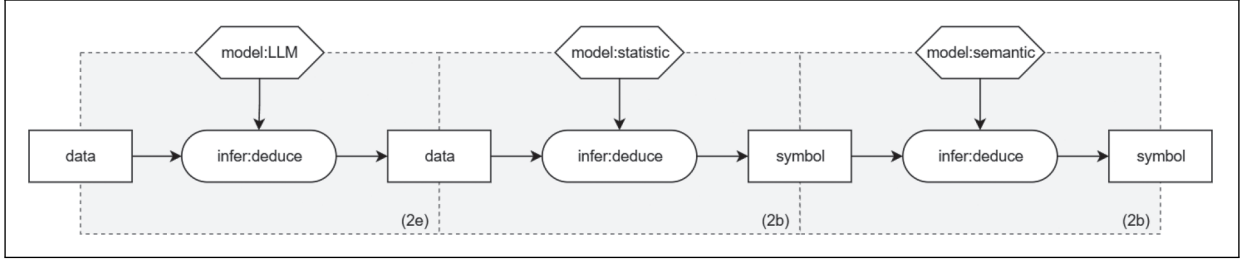 model:LLM
model:statistic
model:semantic
data
infer:deduce
data
infer:deduce
symbol
infer:deduce
symbol
(2e)
(2b)
(2b)